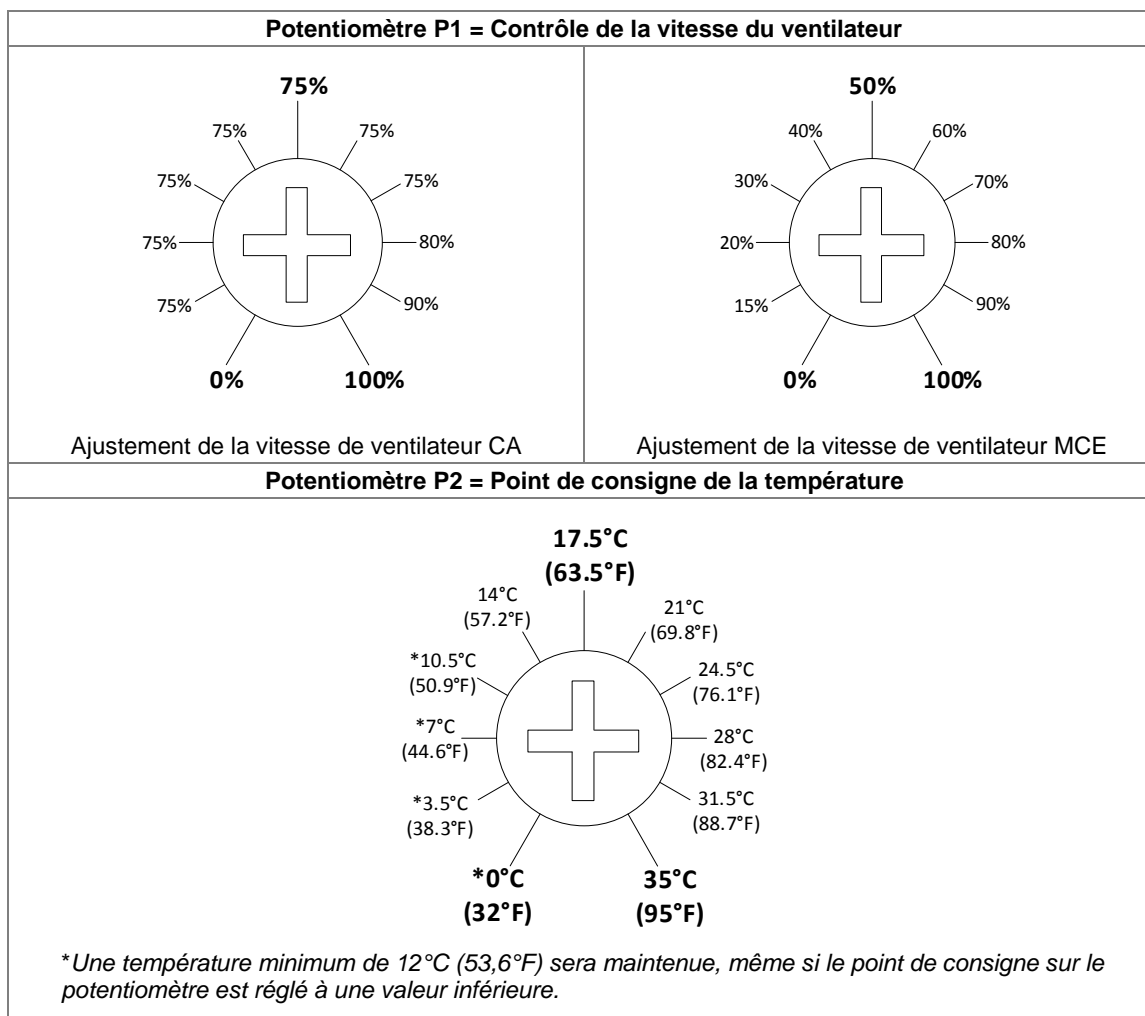 Potentiomètre P1 = Contrôle de la vitesse du ventilateur
75%
75%
75%
75%
75%
75%
80%
75%
90%
0%
100%
Ajustement de la vitesse de ventilateur CA
50%
40%
60%
30%
70%
20%
80%
15%
90%
0%
100%
Ajustement de la vitesse de ventilateur MCE
Potentiomètre P2 = Point de consigne de la température
17.5°C
(63.5°F)
14°C
(57.2°F)
21°C
(69.8°F)
*10.5°C
(50.9°F)
24.5°C
(76.1°F)
*7°C
(44.6°F)
28°C
(82.4°F)
*3.5°C
(38.3°F)
31.5°C
(88.7°F)
*0°C
(32°F)
35°C
(95°F)
*Une température minimum de 12°C (53,6°F) sera maintenue, même si le point de consigne sur le
potentiomètre est réglé à une valeur inférieure.